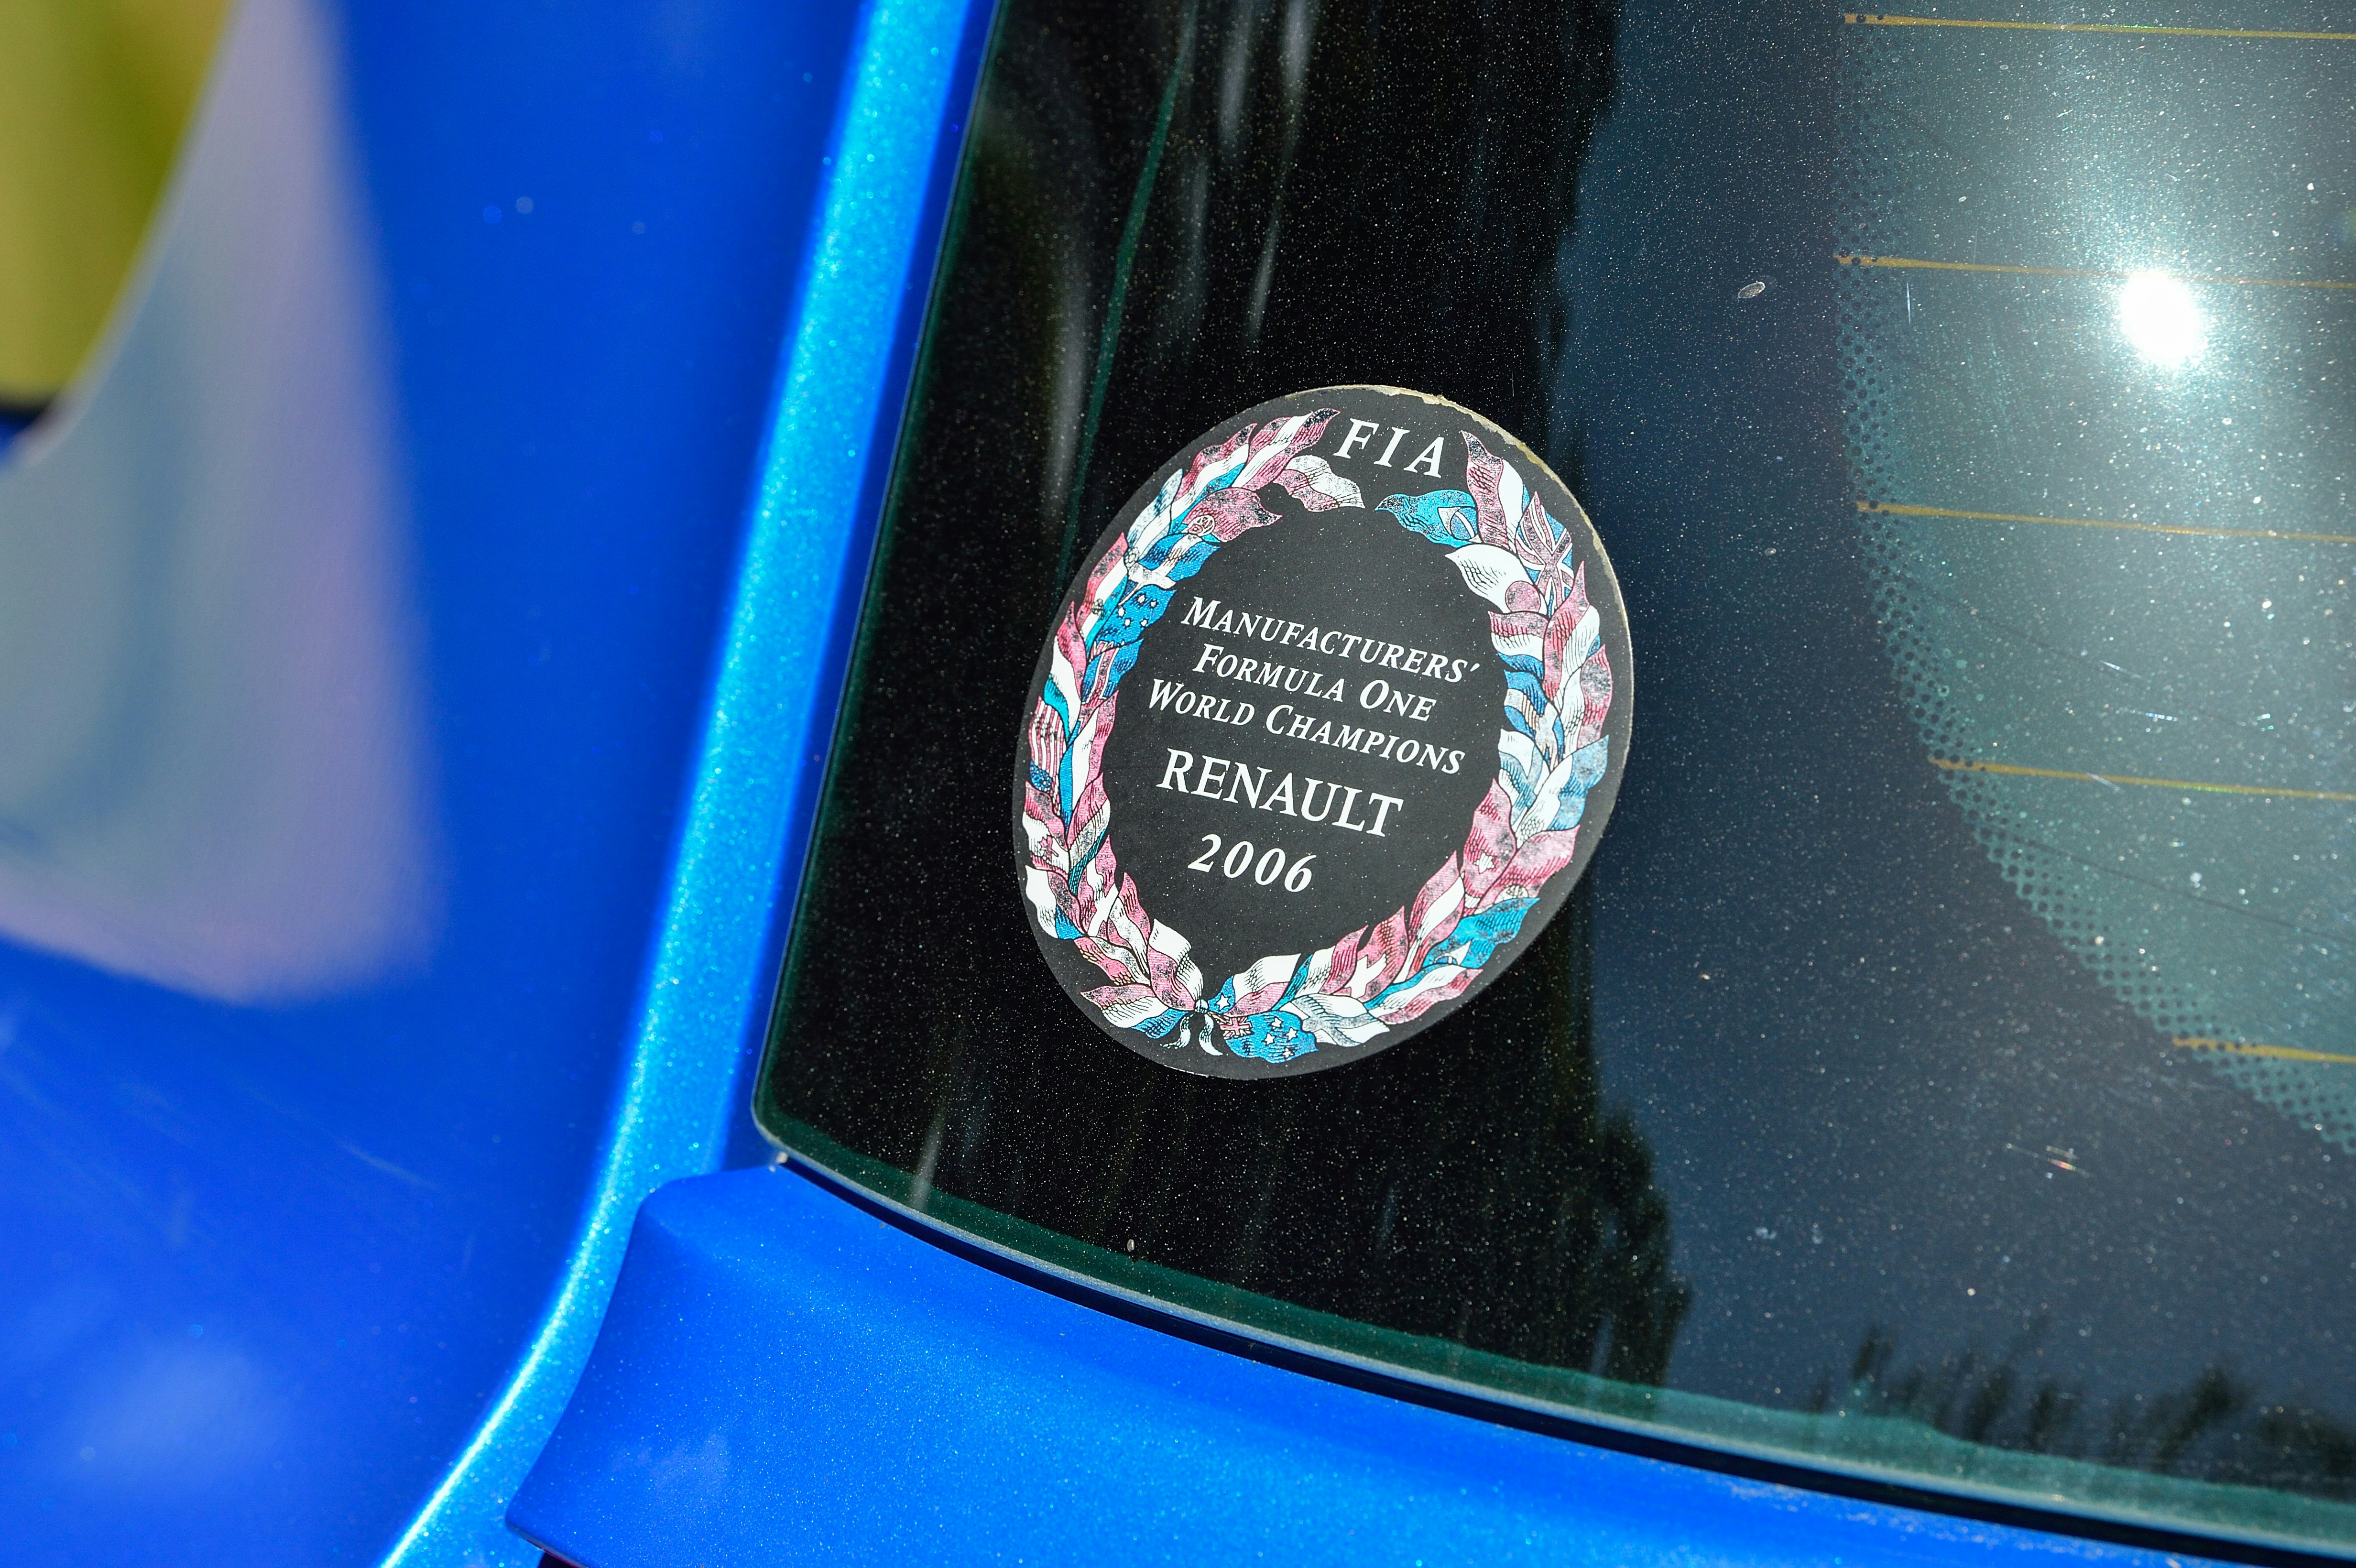 FIA
MANUFACTURERS'
FORMULA ONE
WORLD CHAMPIONS
RENAULT
2006